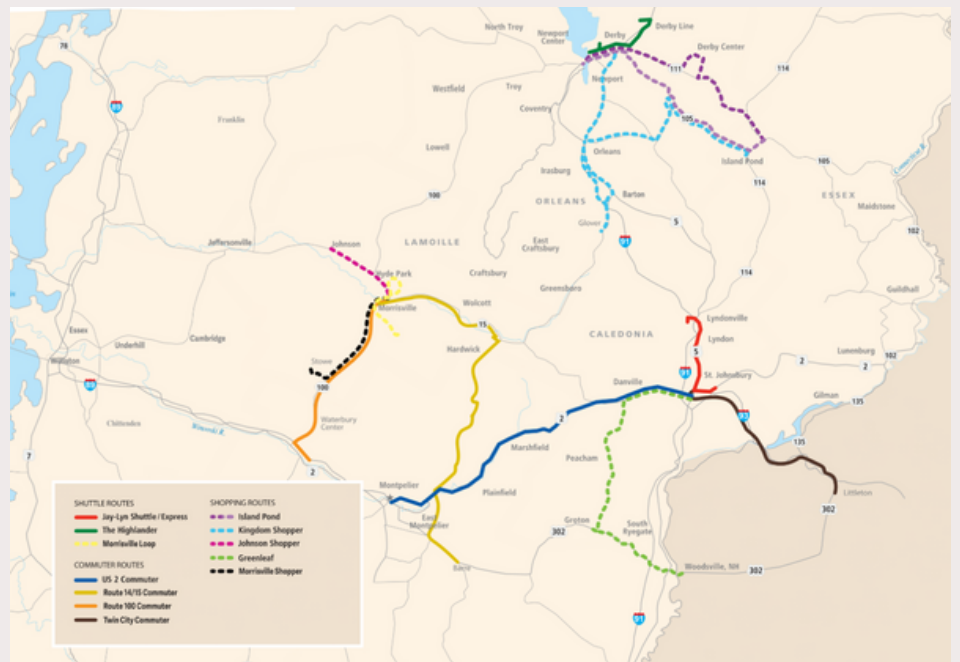 North Troy
Newport
Center
Derby
Derby Line
Derby Center
78
111
114
Newport
Westfield
Troy
Coventry
89
105
Franklin
Lowell
Orleans
Island Pond
105
Connecticut R.
Irasburg
114
100
Barton
ESSEX
ORLEANS
Maidstone
Glover
5
102
Jeffersonville
Johnson
LAMOILLE
East
Craftsbury
91
Hyde Park
Craftsbury
114
Greensboro
Guildhall
Morrisville
Wolcott
15
Lyndonville
Essex
Cambridge
CALEDONIA
Lyndon
Underhill
Hardwick
5
Lunenburg
102
Williston
Stowe
2
2
91
St. Johnsbury
89
100
Danville
Gilman
135
Chittenden
Winooski R.
Waterbury
Center
2
93
7
2
Marshfield
Peacham
135
Montpelier
Plainfield
Littleton
302
East
Montpelier
302
Groton
South
Ryegate
Barre
Woodsville, NH
302
91
SHUTTLE ROUTES
Jay-Lyn Shuttle/Express
The Highlander
Morrisville Loop
COMMUTER ROUTES
US 2 Commuter
Route 14/15 Commuter
Route 100 Commuter
Twin City Commuter
SHOPPING ROUTES
Island Pond
Kingdom Shopper
Johnson Shopper
Greenleaf
Morrisville Shopper